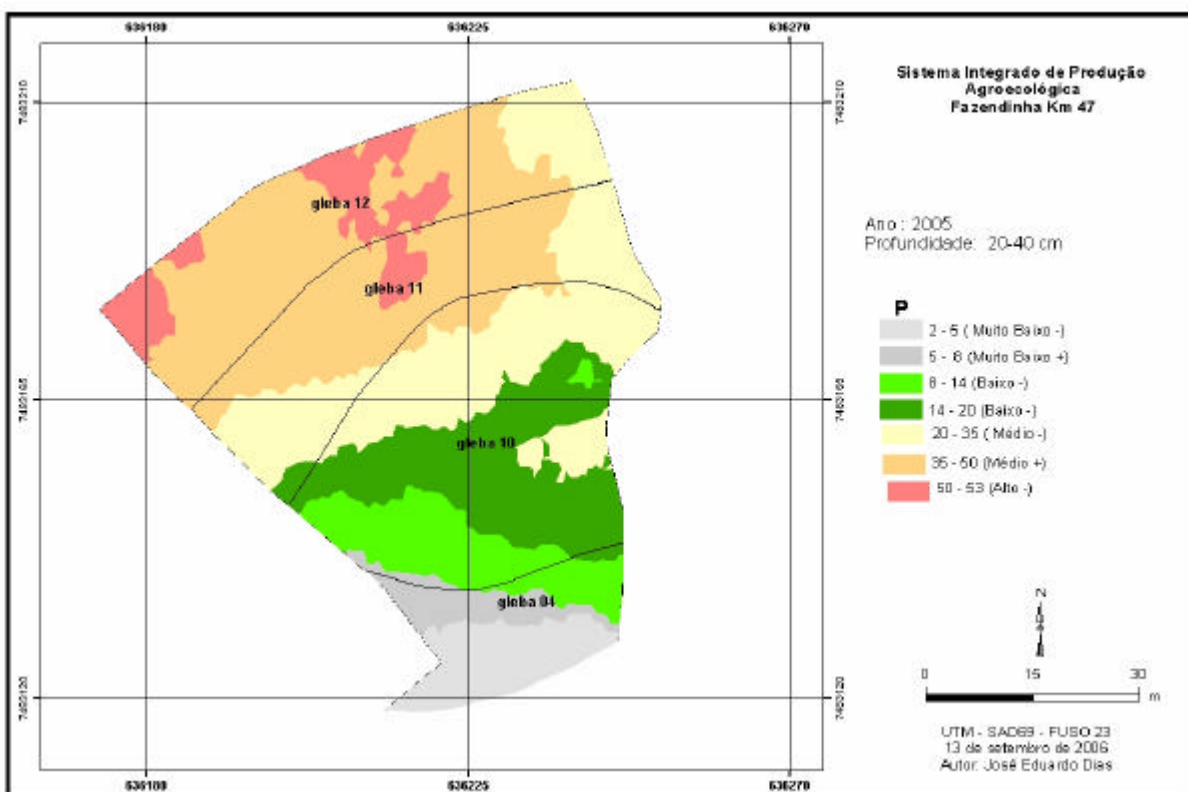 636180 636225 636270
7483210
7483210
Sistema Integrado de Produção
Agroecológica
Fazendinha Km 47
gleba 12
Ano : 2005
Profundidade: 20-40 cm
gleba 11
P
2 - 5 ( Muito Baixo -)
5 - 8 (Muito Baixo +)
8 - 14 (Baixo -)
14 - 20 (Baixo -)
20 - 35 ( Médio -)
35 - 50 (Médio +)
50 - 53 (Alto -)
7483165
7483165
gleba 10
gleba 04
N
0 15 30
m
7483120
7483120
UTM - SAD69 - FUSO 23
13 de setembro de 2006
Autor: José Eduardo Dias
636180 636225 636270